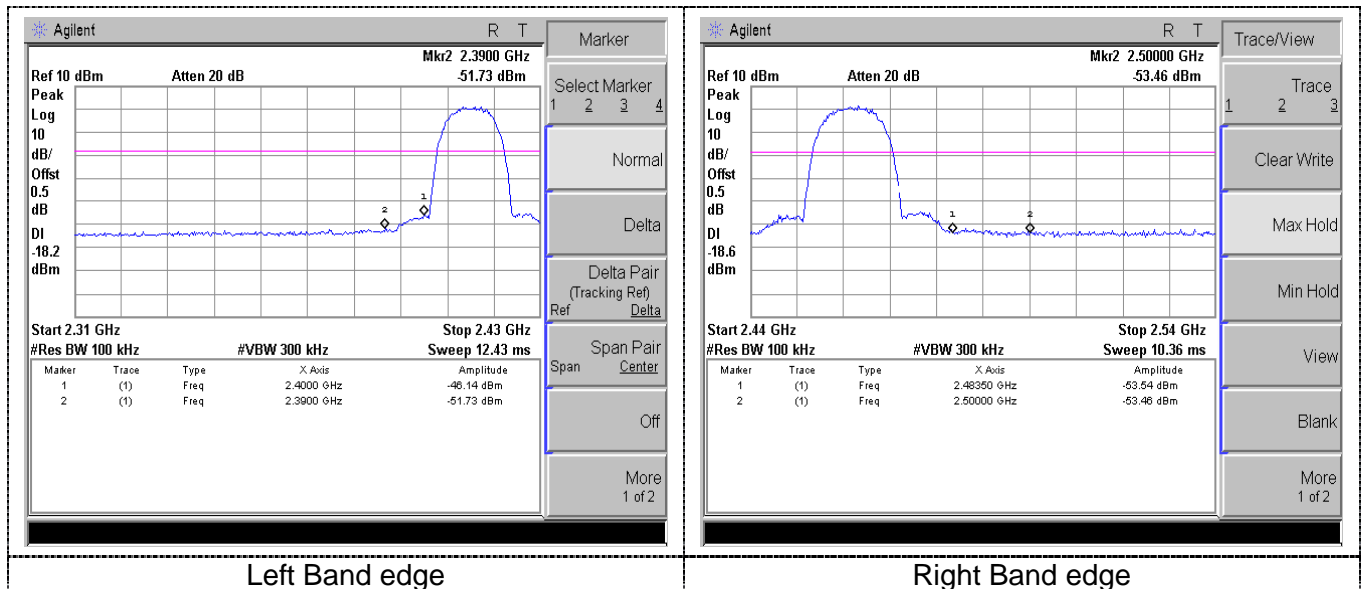 Agilent R T
Mkr2 2.3900 GHz
Ref 10 dBm Atten 20 dB -51.73 dBm
Peak
Log
10
dB/
Offst
0.5
dB
DI
-18.2
dBm
Start 2.31 GHz Stop 2.43 GHz
#Res BW 100 kHz #VBW 300 kHz Sweep 12.43 ms
Marker Trace Type X Axis Amplitude
1 (1) Freq 2.4000 GHz -46.14 dBm
2 (1) Freq 2.3900 GHz -51.73 dBm
1
2
Marker
Select Marker
1 2 3 4
Normal
Delta
Delta Pair
(Tracking Ref)
Ref Delta
Span Pair
Span Center
Off
More
1 of 2
Left Band edge
Agilent R T
Mkr2 2.50000 GHz
Ref 10 dBm Atten 20 dB -53.46 dBm
Peak
Log
10
dB/
Offst
0.5
dB
DI
-18.6
dBm
Start 2.44 GHz Stop 2.54 GHz
#Res BW 100 kHz #VBW 300 kHz Sweep 10.36 ms
Marker Trace Type X Axis Amplitude
1 (1) Freq 2.48350 GHz -53.54 dBm
2 (1) Freq 2.50000 GHz -53.46 dBm
1 2
Trace/View
Trace
1 2 3
Clear Write
Max Hold
Min Hold
View
Blank
More
1 of 2
Right Band edge